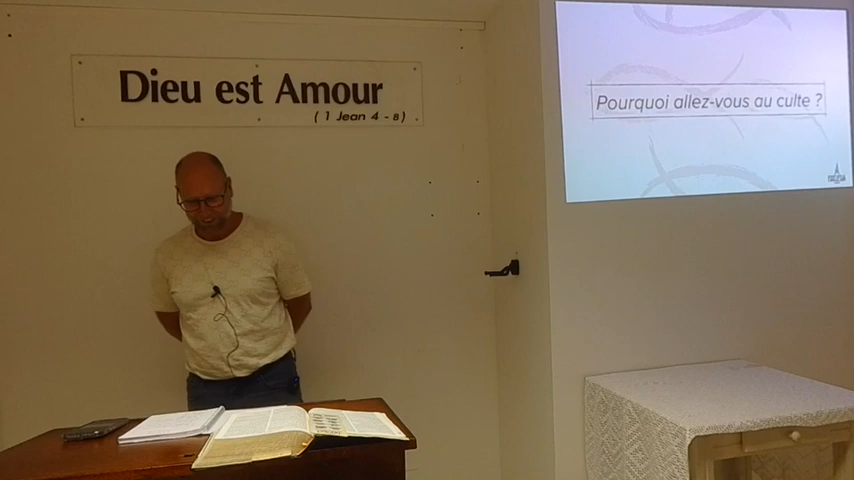 Dieu est Amour
( 1 Jean 4 - 8 )
Pourquoi allez-vous au culte ?